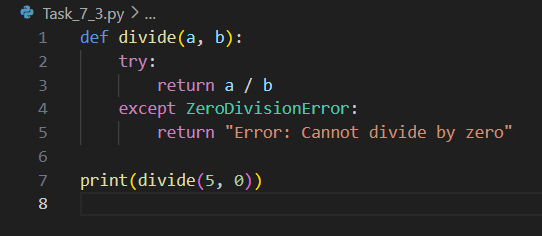 Task_7_3.py > ...
1 def divide(a, b):
2     try:
3         return a / b
4     except ZeroDivisionError:
5         return "Error: Cannot divide by zero"
6
7 print(divide(5, 0))
8